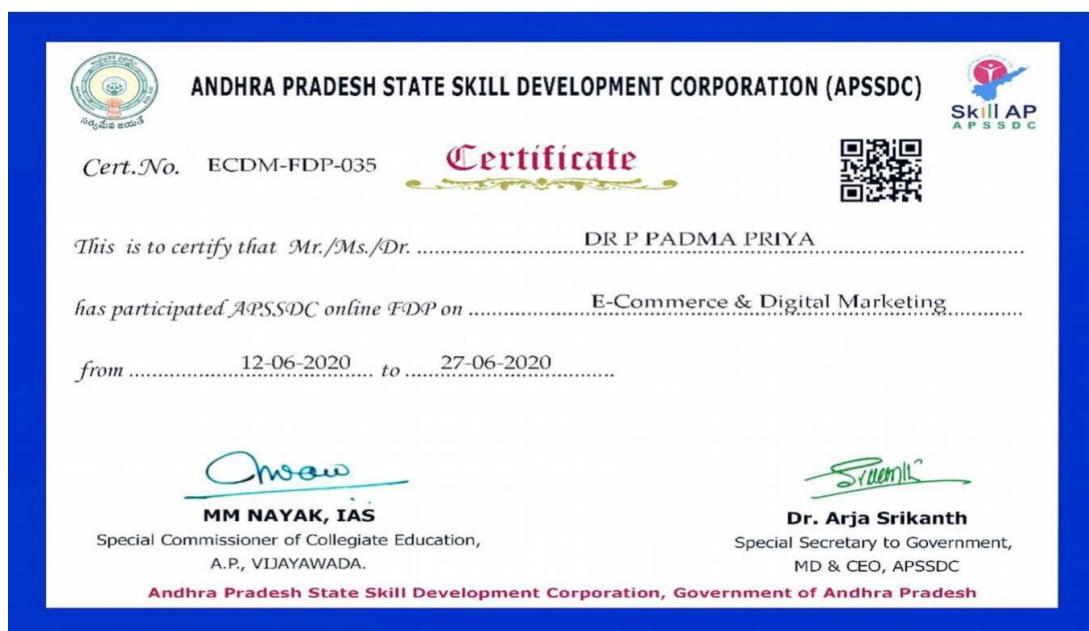 ANDHRA PRADESH STATE SKILL DEVELOPMENT CORPORATION (APSSDC)
సత్యమేవ జయతే
Skill AP
APSSDC
Cert.No. ECDM-FDP-035
Certificate
This is to certify that Mr./Ms./Dr. DR P PADMA PRIYA
has participated APSSDC online FDP on E-Commerce & Digital Marketing
from 12-06-2020 to 27-06-2020
MM NAYAK, IAS
Special Commissioner of Collegiate Education,
A.P., VIJAYAWADA.
Dr. Arja Srikanth
Special Secretary to Government,
MD & CEO, APSSDC
Andhra Pradesh State Skill Development Corporation, Government of Andhra Pradesh